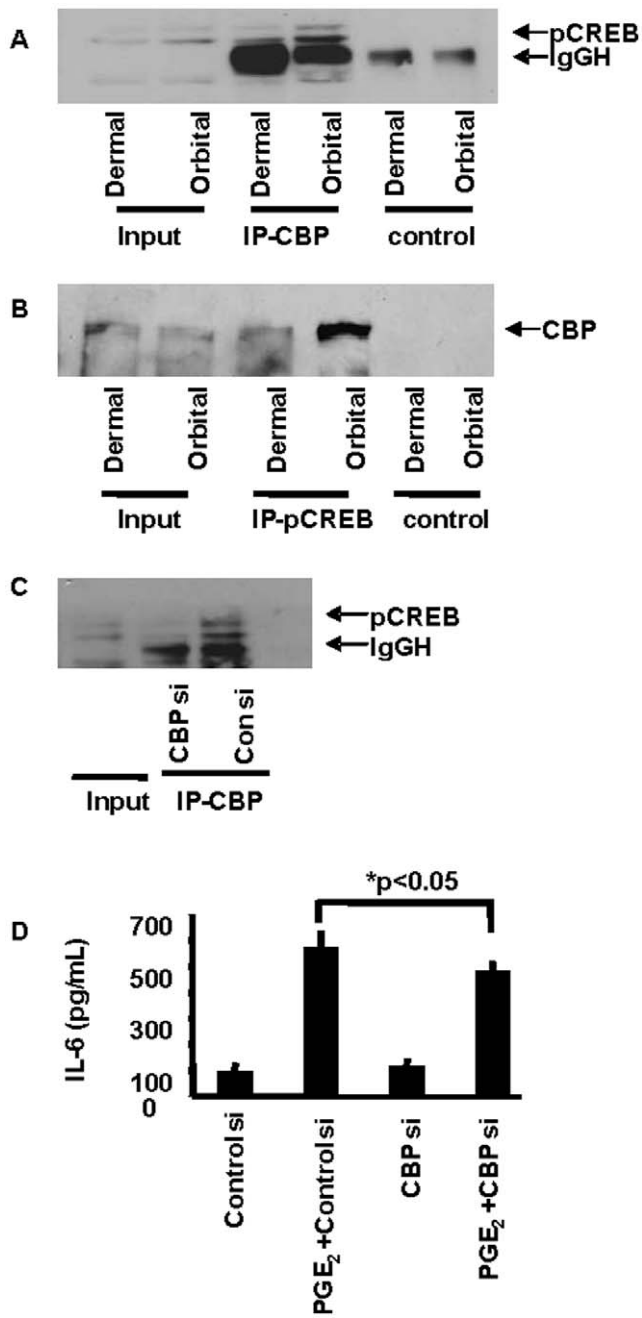 A
pCREB
IgGH
Dermal
Orbital
Dermal
Orbital
Dermal
Orbital
Input
IP-CBP
control
B
CBP
Dermal
Orbital
Dermal
Orbital
Dermal
Orbital
Input
IP-pCREB
control
C
pCREB
IgGH
CBP si
Con si
Input
IP-CBP
D
*p<0.05
IL-6 (pg/mL)
700
500
300
100
0
Control si
PGE₂ +Control si
CBP si
PGE₂ +CBP si